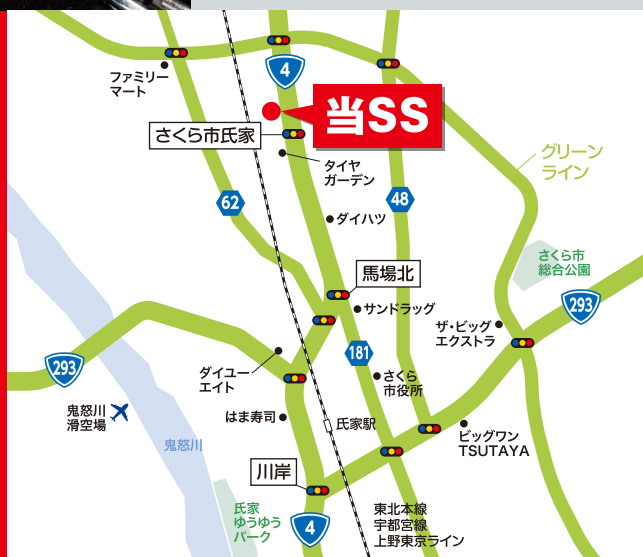 4
ファミリー
マート
当SS
さくら市氏家
タイヤ
ガーデン
グリーン
ライン
62
48
ダイハツ
さくら市
総合公園
馬場北
サンドラッグ
293
ザ・ビッグ
エクストラ
181
293
ダイユー
エイト
さくら
市役所
鬼怒川
滑空場
はま寿司
氏家駅
鬼怒川
ビッグワン
TSUTAYA
川岸
氏家
ゆうゆう
パーク
4
東北本線
宇都宮線
上野東京ライン